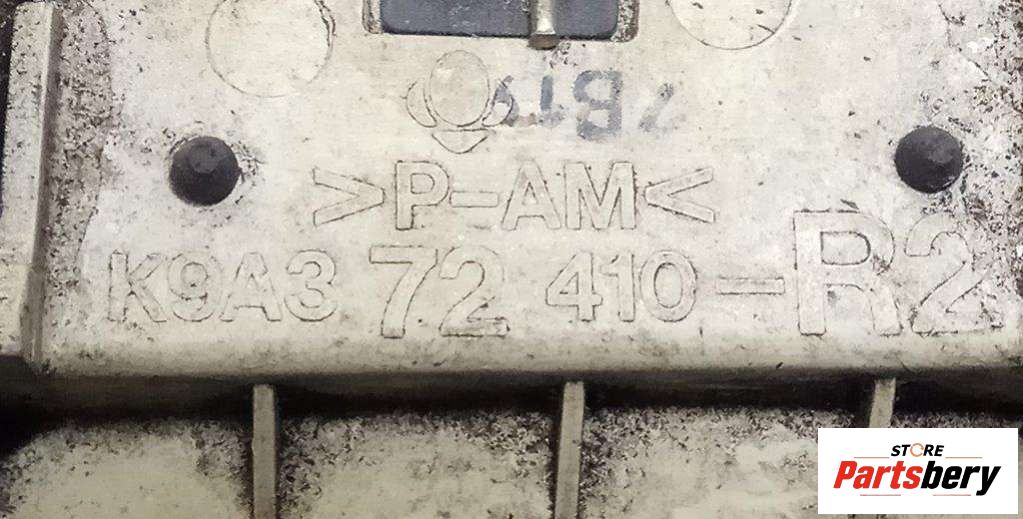 >P-AM<
K9A3 72 410-R2
STORE
Partsbery